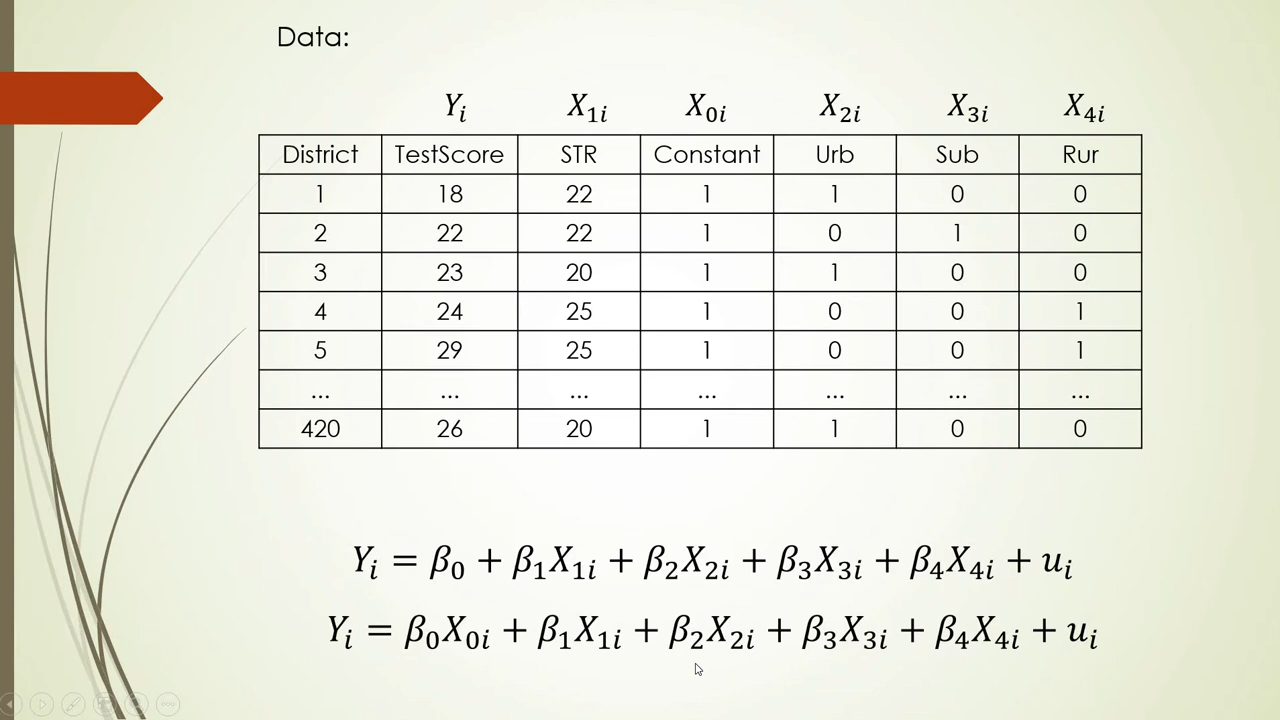 Data:
Yᵢ X₁ᵢ X₀ᵢ X₂ᵢ X₃ᵢ X₄ᵢ
District TestScore STR Constant Urb Sub Rur
1 18 22 1 1 0 0
2 22 22 1 0 1 0
3 23 20 1 1 0 0
4 24 25 1 0 0 1
5 29 25 1 0 0 1
... ... ... ... ... ... ...
420 26 20 1 1 0 0
Yᵢ = β₀ + β₁X₁ᵢ + β₂X₂ᵢ + β₃X₃ᵢ + β₄X₄ᵢ + uᵢ
Yᵢ = β₀X₀ᵢ + β₁X₁ᵢ + β₂X₂ᵢ + β₃X₃ᵢ + β₄X₄ᵢ + uᵢ